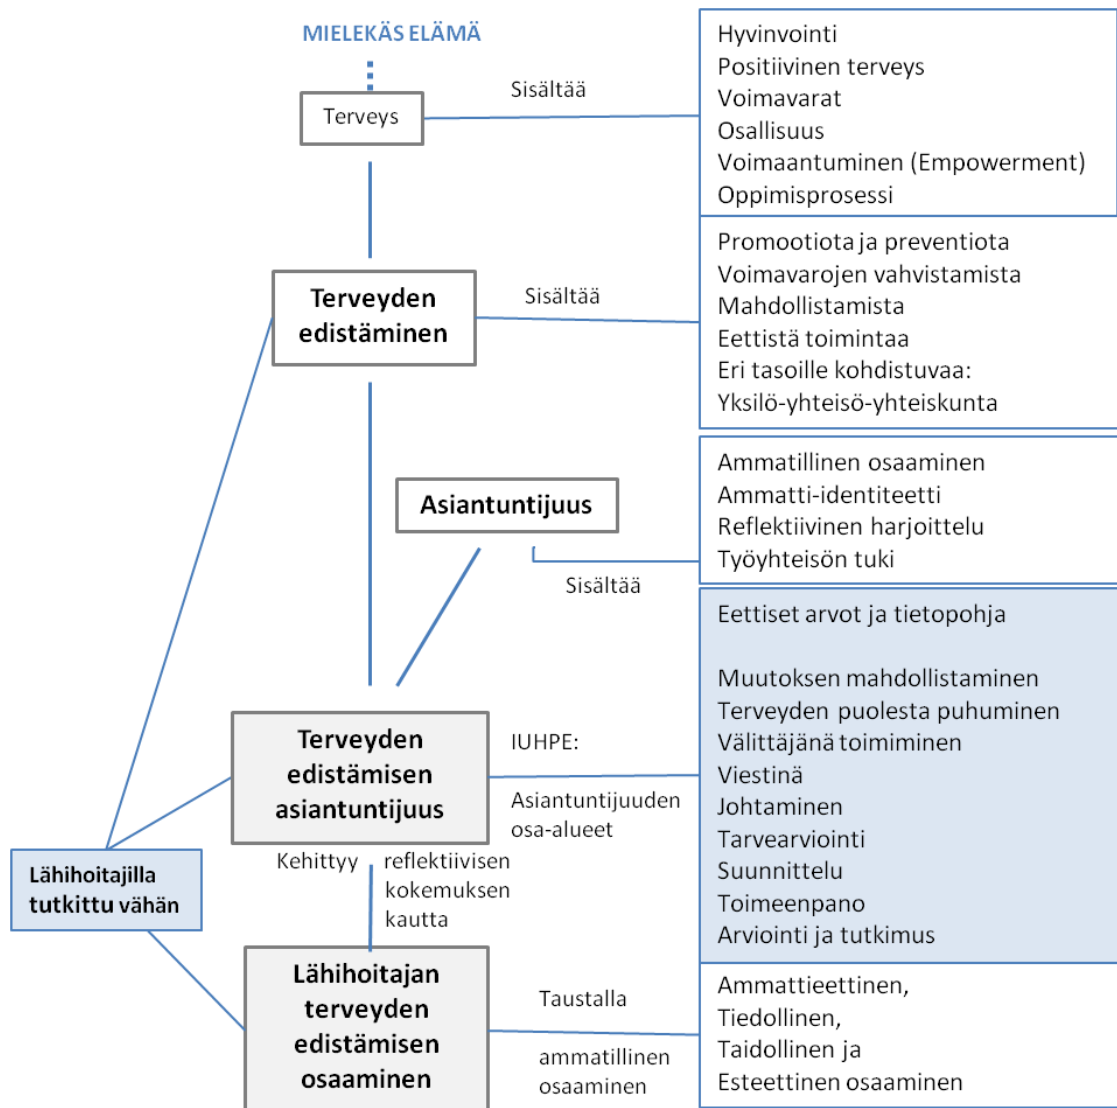 MIELEKÄS ELÄMÄ
Terveys
Sisältää
Hyvinvointi
Positiivinen terveys
Voimavarat
Osallisuus
Voimaantuminen (Empowerment)
Oppimisprosessi
Terveyden
edistäminen
Sisältää
Promootiota ja preventiota
Voimavarojen vahvistamista
Mahdollistamista
Eettistä toimintaa
Eri tasoille kohdistuvaa:
Yksilö-yhteisö-yhteiskunta
Asiantuntijuus
Sisältää
Ammatillinen osaaminen
Ammatti-identiteetti
Reflektiivinen harjoittelu
Työyhteisön tuki
Terveyden
edistämisen
asiantuntijuus
IUHPE:
Asiantuntijuuden
osa-alueet
Eettiset arvot ja tietopohja
Muutoksen mahdollistaminen
Terveyden puolesta puhuminen
Välittäjänä toimiminen
Viestinä
Johtaminen
Tarvearviointi
Suunnittelu
Toimeenpano
Arviointi ja tutkimus
Kehittyy
reflektiivisen
kokemuksen
kautta
Lähihoitajilla
tutkittu vähän
Lähihoitajan
terveyden
edistämisen
osaaminen
Taustalla
ammatillinen
osaaminen
Ammattieettinen,
Tiedollinen,
Taidollinen ja
Esteettinen osaaminen